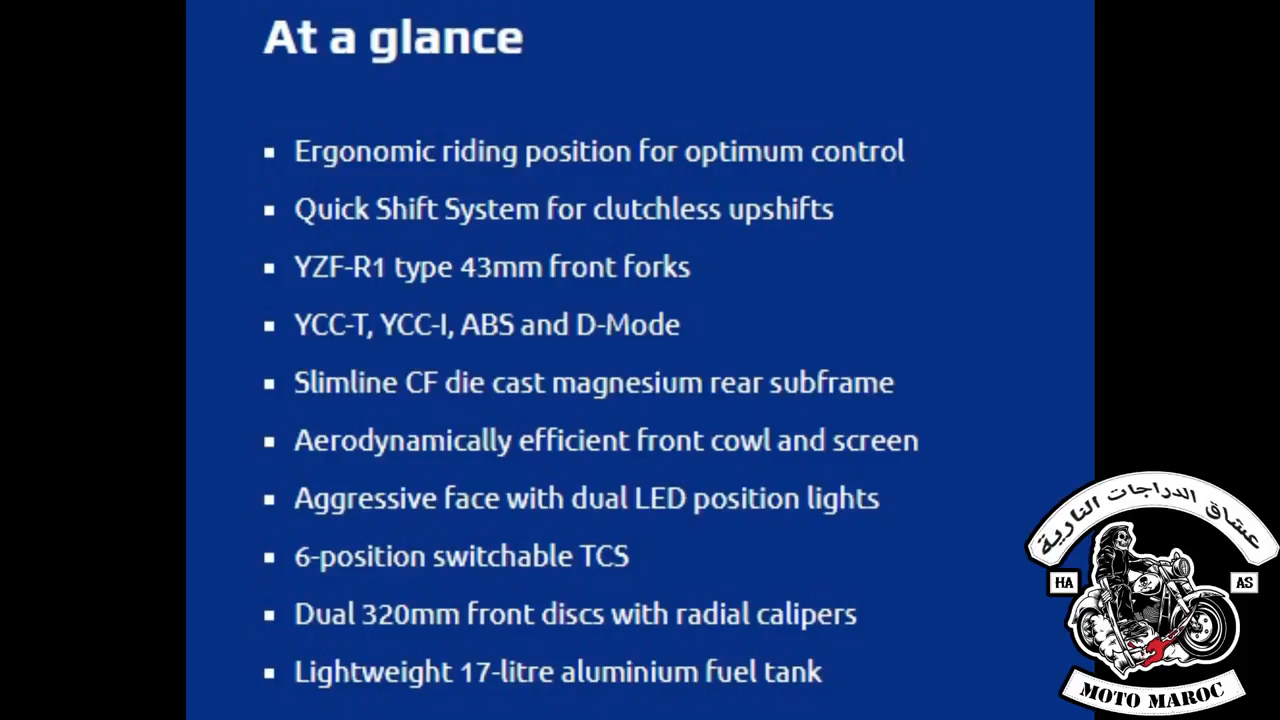 At a glance
Ergonomic riding position for optimum control
Quick Shift System for clutchless upshifts
YZF-R1 type 43mm front forks
YCC-T, YCC-I, ABS and D-Mode
Slimline CF die cast magnesium rear subframe
Aerodynamically efficient front cowl and screen
Aggressive face with dual LED position lights
6-position switchable TCS
Dual 320mm front discs with radial calipers
Lightweight 17-litre aluminium fuel tank
عشاق الدراجات النارية
HA
AS
MOTO MAROC